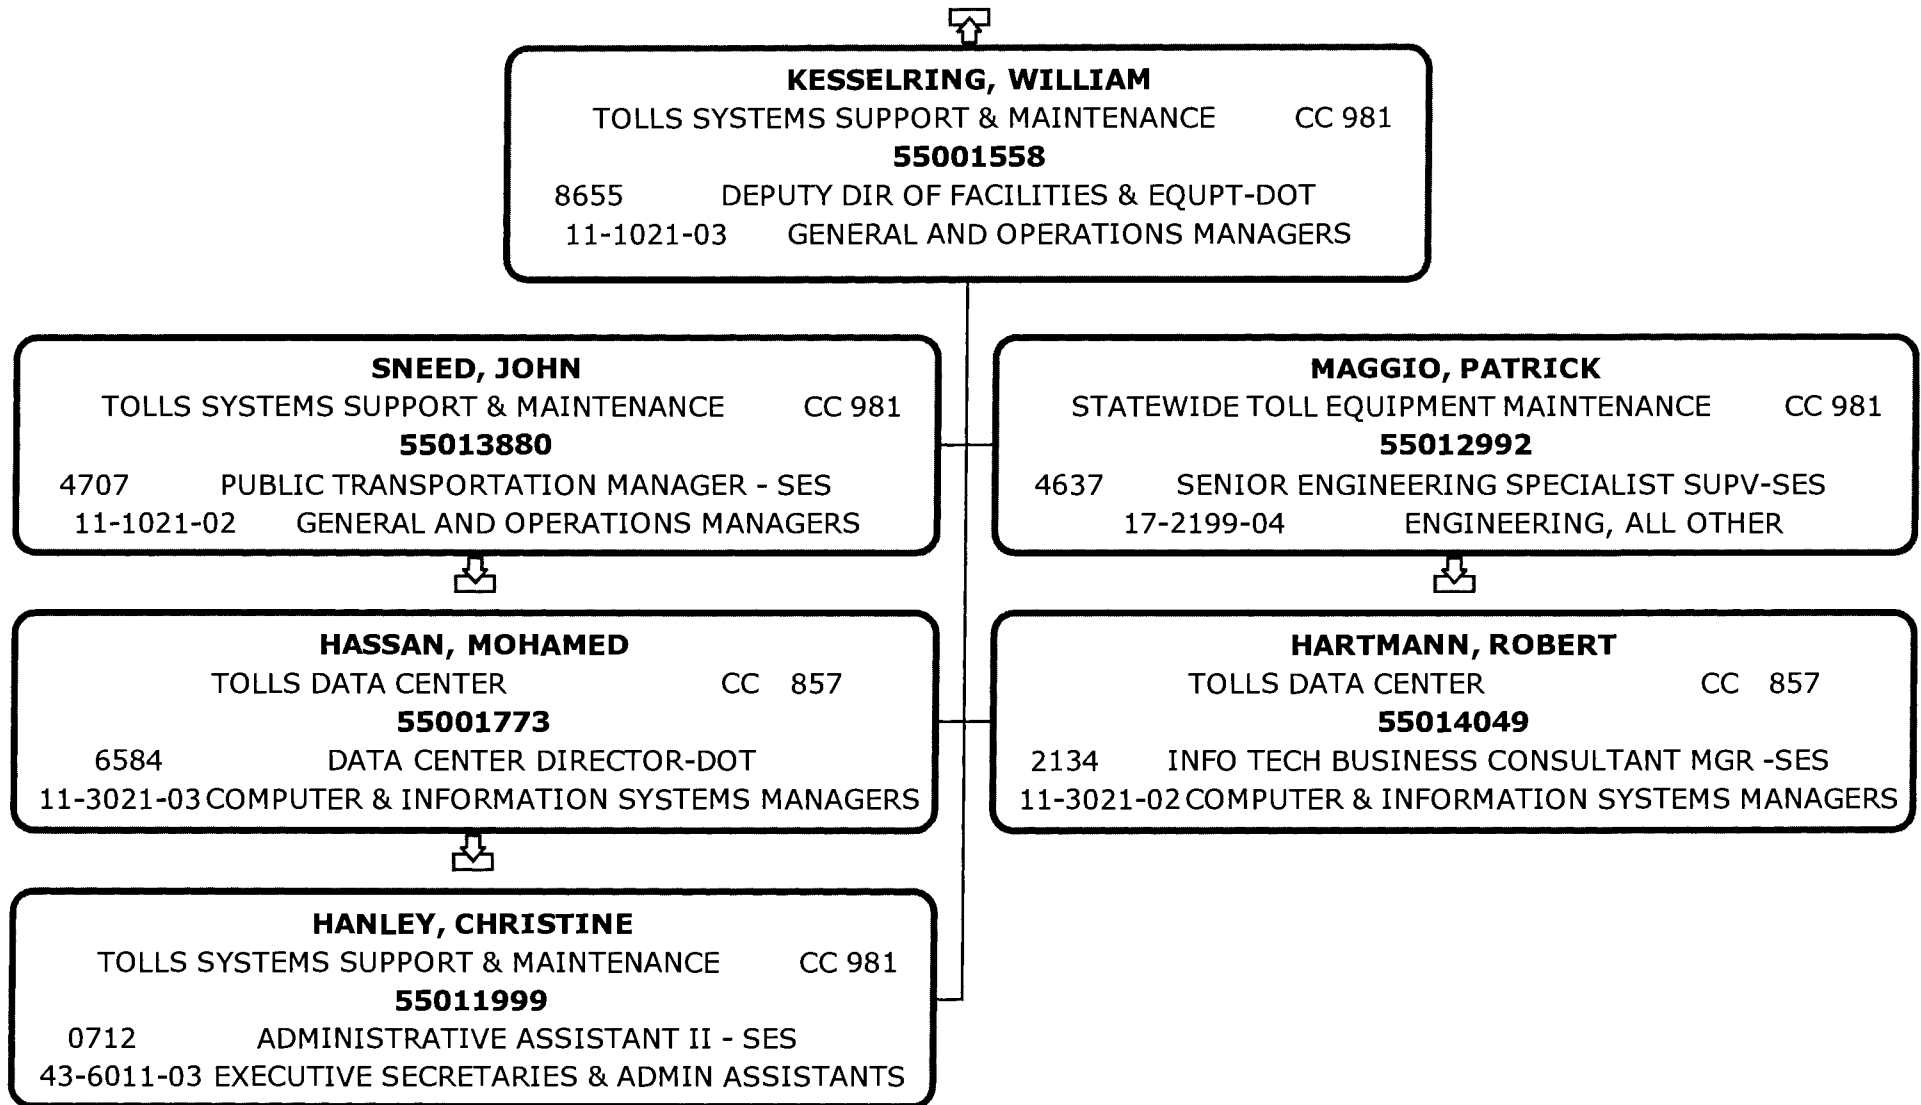 KESSELRING, WILLIAM
TOLLS SYSTEMS SUPPORT & MAINTENANCE CC 981
55001558
8655 DEPUTY DIR OF FACILITIES & EQUPT-DOT
11-1021-03 GENERAL AND OPERATIONS MANAGERS
SNEED, JOHN
TOLLS SYSTEMS SUPPORT & MAINTENANCE CC 981
55013880
4707 PUBLIC TRANSPORTATION MANAGER - SES
11-1021-02 GENERAL AND OPERATIONS MANAGERS
MAGGIO, PATRICK
STATEWIDE TOLL EQUIPMENT MAINTENANCE CC 981
55012992
4637 SENIOR ENGINEERING SPECIALIST SUPV-SES
17-2199-04 ENGINEERING, ALL OTHER
HASSAN, MOHAMED
TOLLS DATA CENTER CC 857
55001773
6584 DATA CENTER DIRECTOR-DOT
11-3021-03 COMPUTER & INFORMATION SYSTEMS MANAGERS
HARTMANN, ROBERT
TOLLS DATA CENTER CC 857
55014049
2134 INFO TECH BUSINESS CONSULTANT MGR -SES
11-3021-02 COMPUTER & INFORMATION SYSTEMS MANAGERS
HANLEY, CHRISTINE
TOLLS SYSTEMS SUPPORT & MAINTENANCE CC 981
55011999
0712 ADMINISTRATIVE ASSISTANT II - SES
43-6011-03 EXECUTIVE SECRETARIES & ADMIN ASSISTANTS